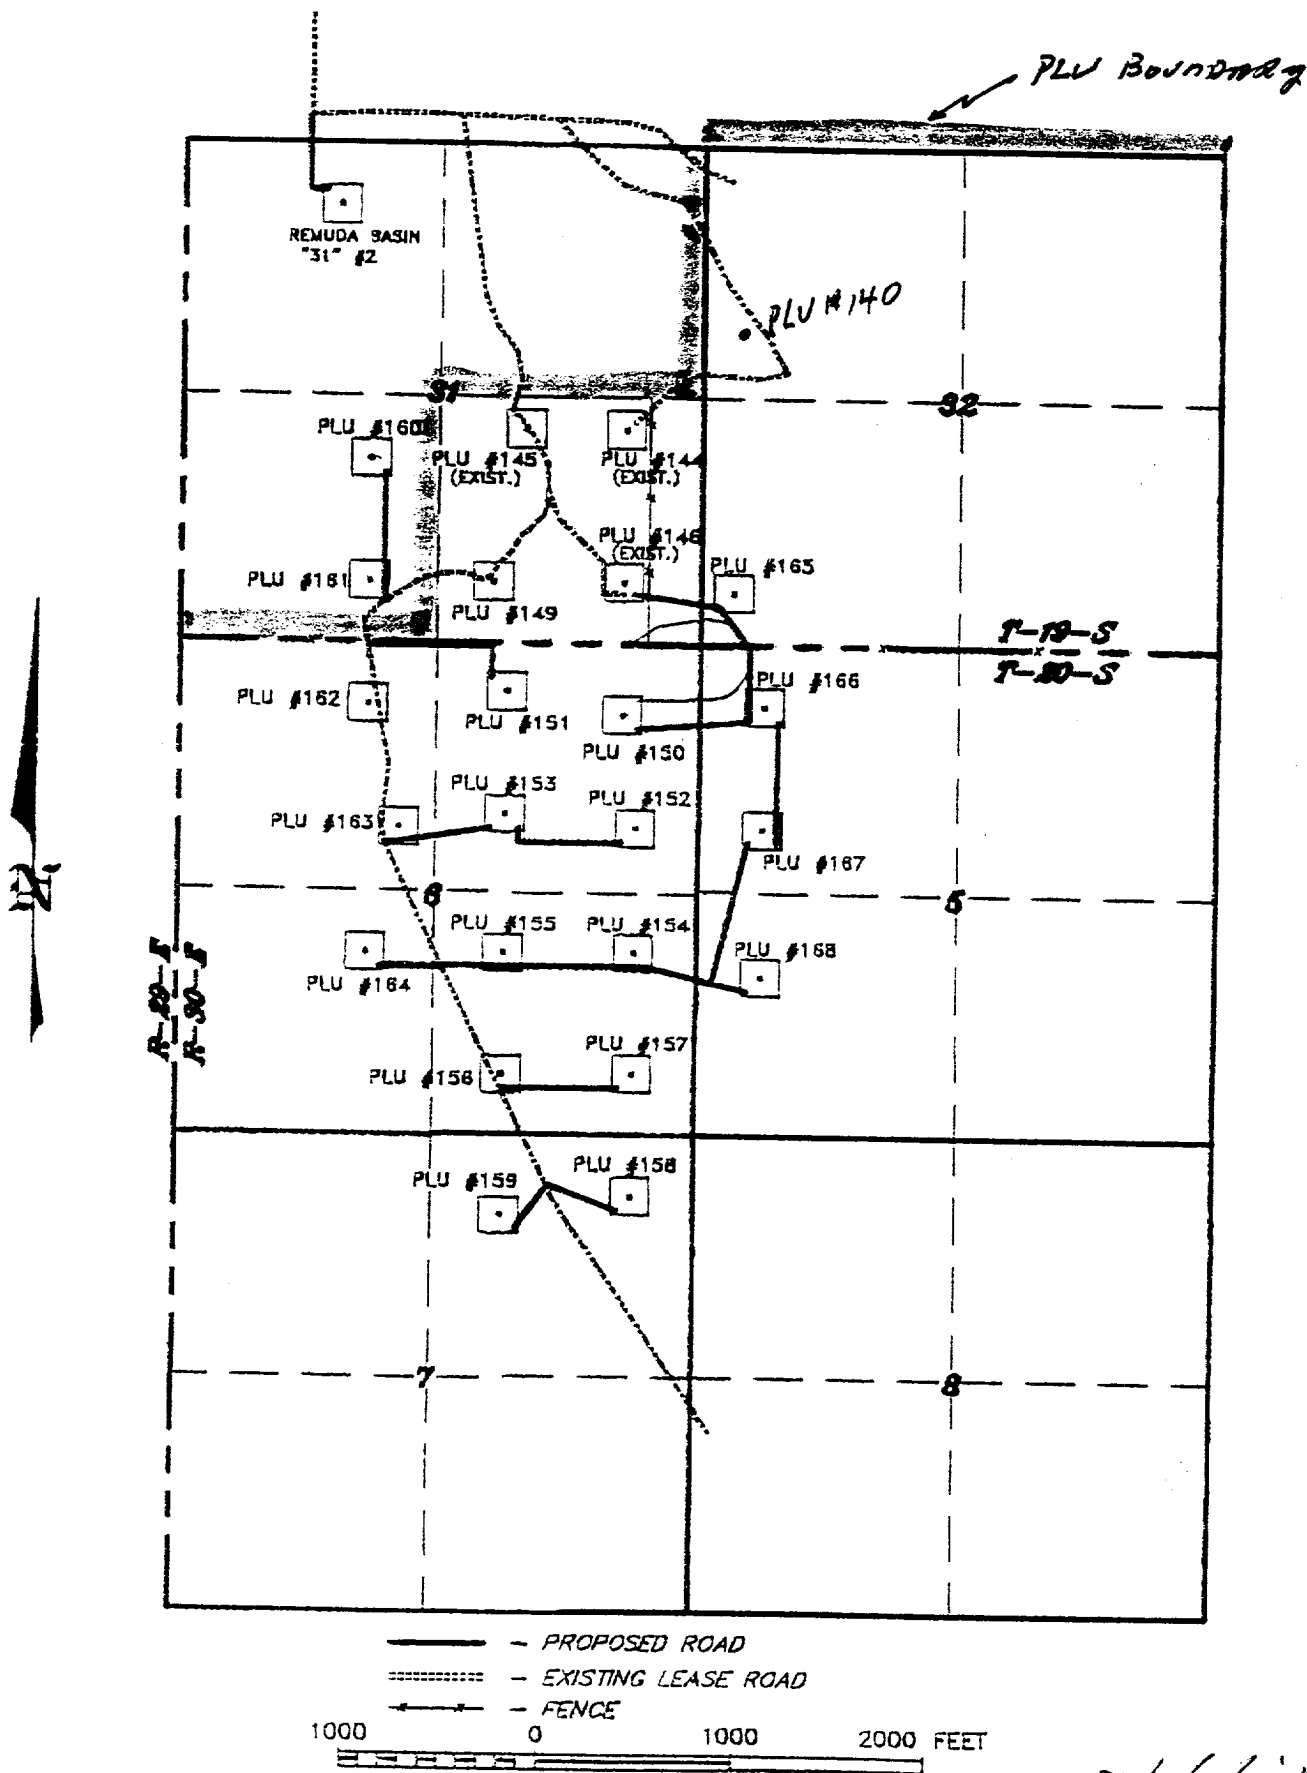 PLU BOUNDARY
REMUDA BASIN
"31" #2
PLU #140
31
32
PLU #160
PLU #145
(EXIST.)
PLU #144
(EXIST.)
PLU #146
(EXIST.)
PLU #165
PLU #161
PLU #149
T-19-S
T-20-S
PLU #166
PLU #162
PLU #151
PLU #150
PLU #153
PLU #152
PLU #163
PLU #167
6
5
PLU #155
PLU #154
PLU #168
PLU #164
R-29-E
R-30-E
PLU #157
PLU #156
PLU #159
PLU #158
7
8
- PROPOSED ROAD
- EXISTING LEASE ROAD
- FENCE
1000 0 1000 2000 FEET